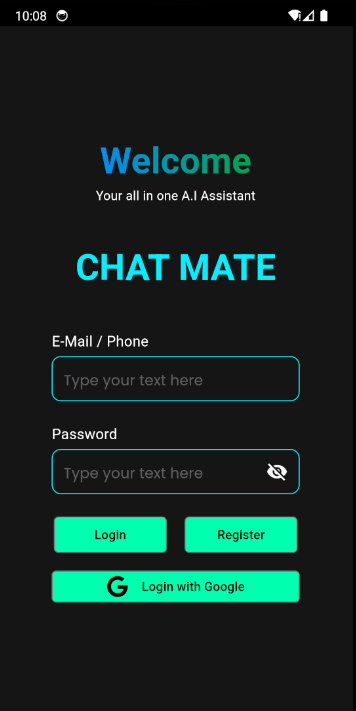 10:08
Welcome
Your all in one A.I Assistant
CHAT MATE
E-Mail / Phone
Type your text here
Password
Type your text here
Login Register
G Login with Google